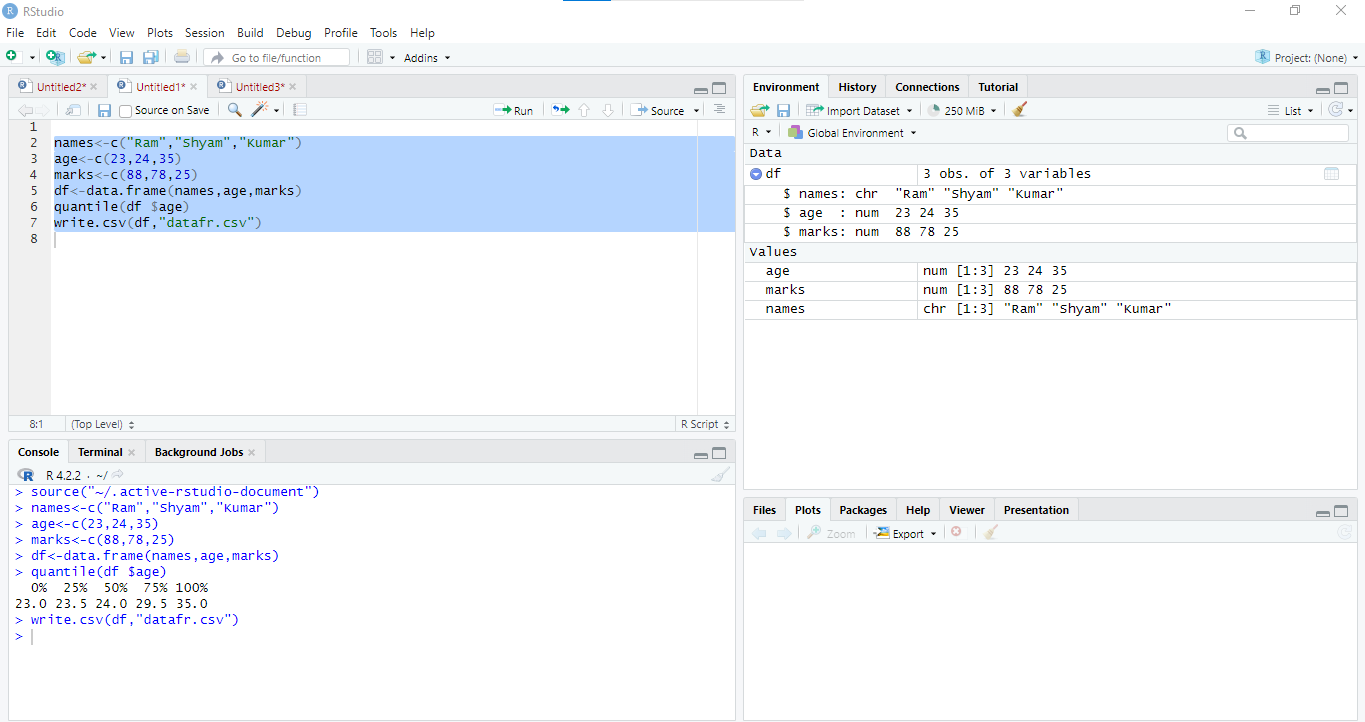 RStudio
File Edit Code View Plots Session Build Debug Profile Tools Help
Go to file/function Addins Project: (None)
Untitled2* Untitled1* Untitled3*
Source on Save Run Source
1
2 names<-c("Ram","Shyam","Kumar")
3 age<-c(23,24,35)
4 marks<-c(88,78,25)
5 df<-data.frame(names,age,marks)
6 quantile(df $age)
7 write.csv(df,"datafr.csv")
8
8:1 (Top Level) R Script
Console Terminal Background Jobs
R 4.2.2 · ~/
> source("~/.active-rstudio-document")
> names<-c("Ram","Shyam","Kumar")
> age<-c(23,24,35)
> marks<-c(88,78,25)
> df<-data.frame(names,age,marks)
> quantile(df $age)
0% 25% 50% 75% 100%
23.0 23.5 24.0 29.5 35.0
> write.csv(df,"datafr.csv")
>
Environment History Connections Tutorial
Import Dataset 250 MiB List
R Global Environment
Data
df 3 obs. of 3 variables
$ names: chr "Ram" "Shyam" "Kumar"
$ age : num 23 24 35
$ marks: num 88 78 25
Values
age num [1:3] 23 24 35
marks num [1:3] 88 78 25
names chr [1:3] "Ram" "Shyam" "Kumar"
Files Plots Packages Help Viewer Presentation
Zoom Export